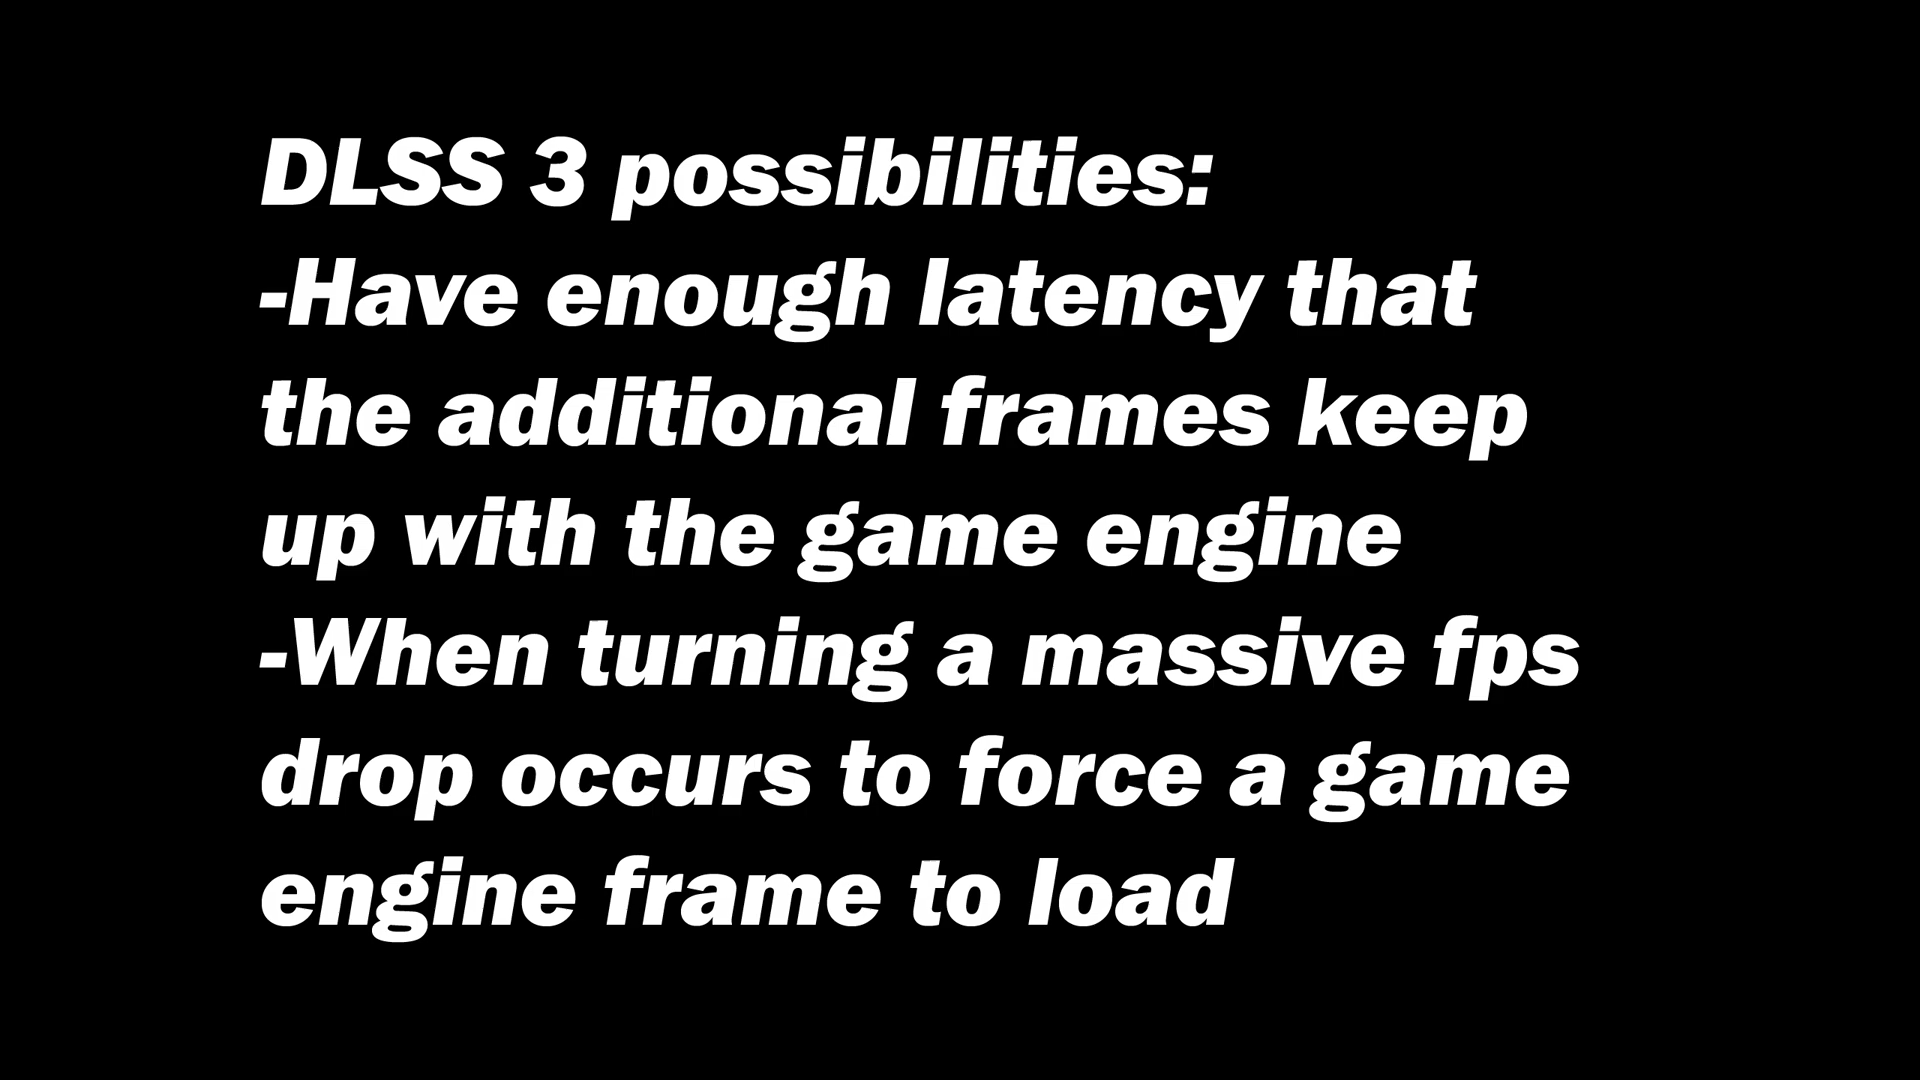 DLSS 3 possibilities:
-Have enough latency that
the additional frames keep
up with the game engine
-When turning a massive fps
drop occurs to force a game
engine frame to load